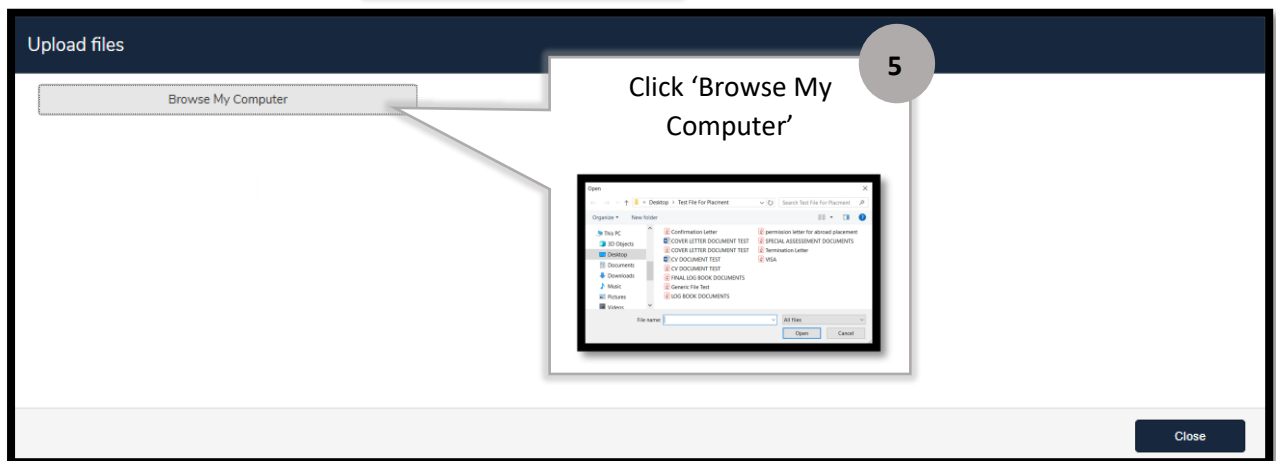 Upload files
Browse My Computer
5
Click ‘Browse My
Computer’
Open
Desktop › Test File For Placment
Search Test File For Placment
Organize
New folder
This PC
3D Objects
Desktop
Documents
Downloads
Music
Pictures
Videos
Confirmation Letter
COVER LETTER DOCUMENT TEST
COVER LETTER DOCUMENT TEST
CV DOCUMENT TEST
CV DOCUMENT TEST
FINAL LOG BOOK DOCUMENTS
Generic File Test
LOG BOOK DOCUMENTS
permission letter for abroad placement
SPECIAL ASSESSEMENT DOCUMENTS
Termination Letter
VISA
File name:
All files
Open
Cancel
Close